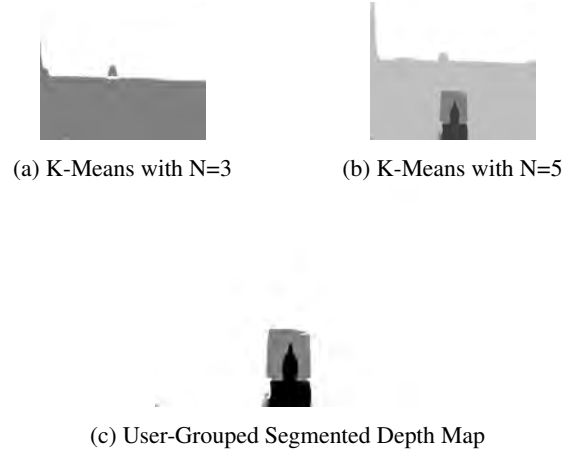 (a) K-Means with N=3
(b) K-Means with N=5
(c) User-Grouped Segmented Depth Map